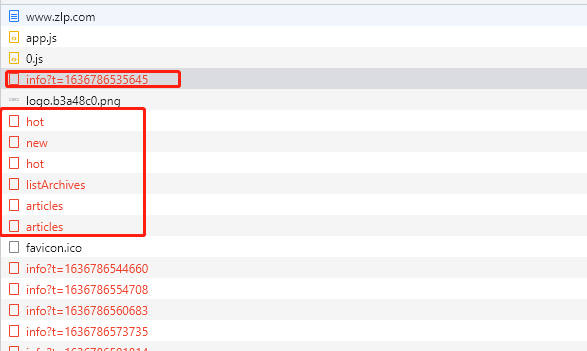 www.zlp.com
app.js
0.js
info?t=1636786535645
logo.b3a48c0.png
hot
new
hot
listArchives
articles
articles
favicon.ico
info?t=1636786544660
info?t=1636786554708
info?t=1636786560683
info?t=1636786573735